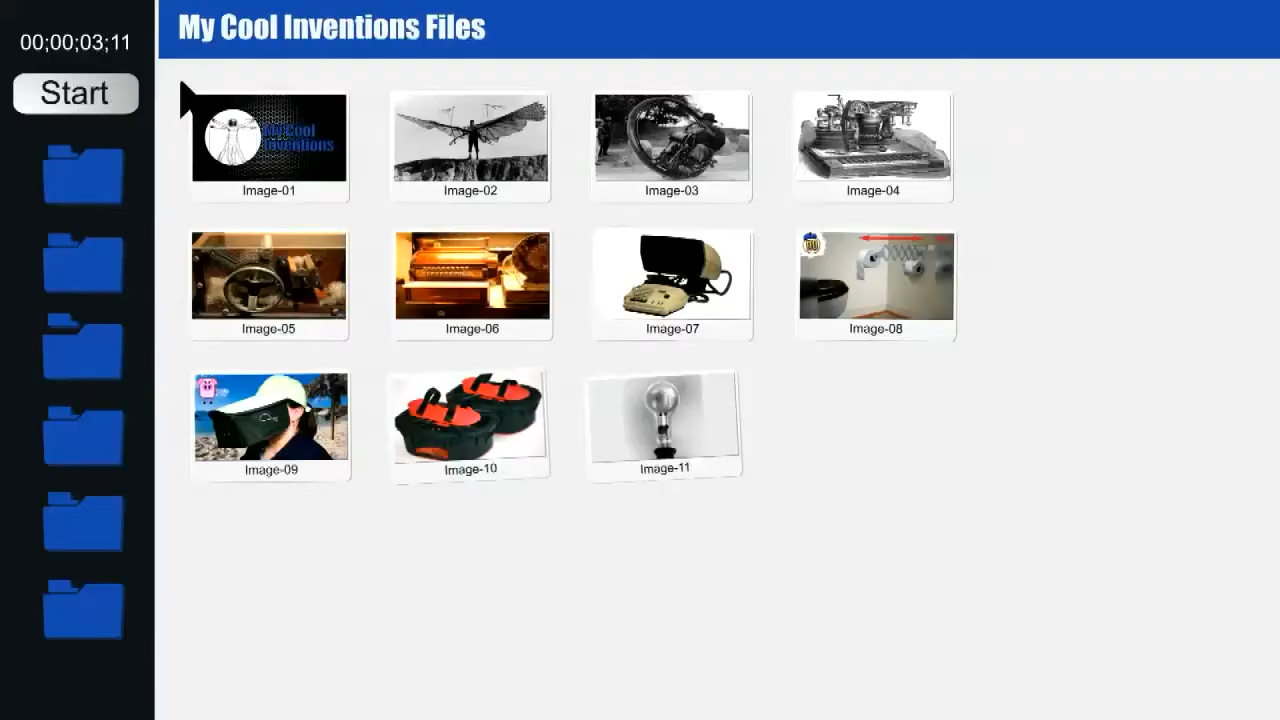 My Cool Inventions Files
00;00;03;11
Start
My Cool
Inventions
Image-01
Image-02
Image-03
Image-04
Image-05
Image-06
Image-07
Image-08
Image-09
Image-10
Image-11